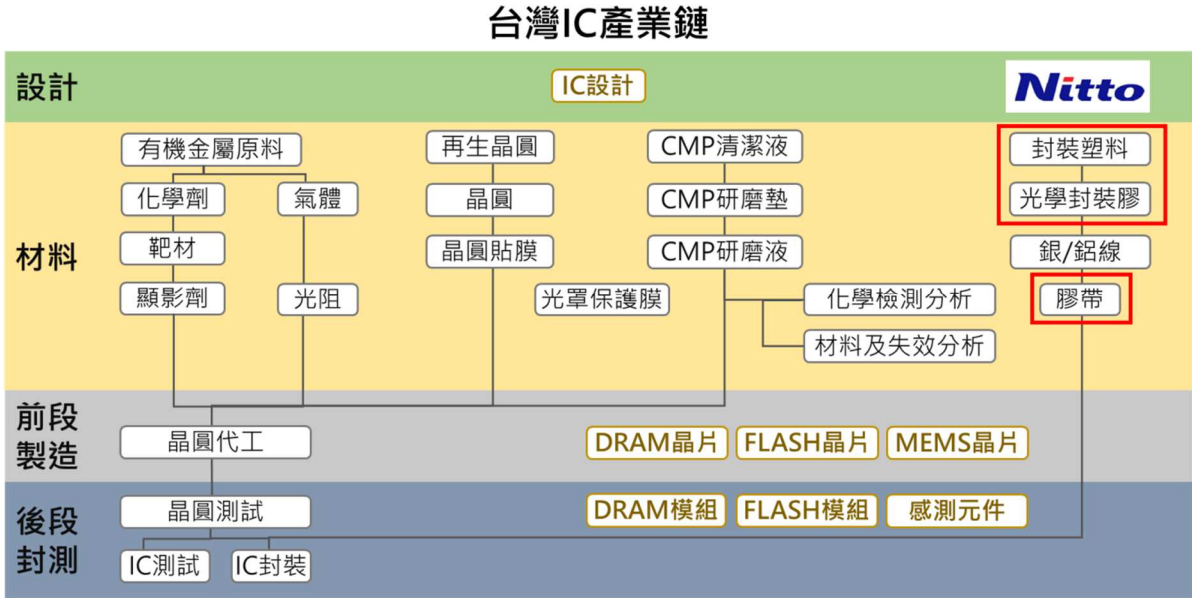 台灣IC產業鏈
設計
IC設計
Nitto
材料
有機金屬原料
化學劑
氣體
靶材
顯影劑
光阻
再生晶圓
晶圓
晶圓貼膜
CMP清潔液
CMP研磨墊
CMP研磨液
光罩保護膜
化學檢測分析
材料及失效分析
封裝塑料
光學封裝膠
銀/鋁線
膠帶
前段
製造
晶圓代工
DRAM晶片
FLASH晶片
MEMS晶片
後段
封測
晶圓測試
DRAM模組
FLASH模組
感測元件
IC測試
IC封裝